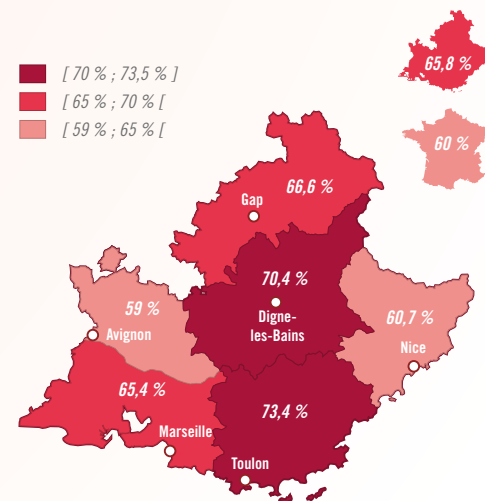 [ 70 % ; 73,5 % ]
[ 65 % ; 70 % [
[ 59 % ; 65 % [
65,8 %
60 %
66,6 %
Gap
70,4 %
Digne-
les-Bains
59 %
Avignon
60,7 %
Nice
65,4 %
Marseille
73,4 %
Toulon